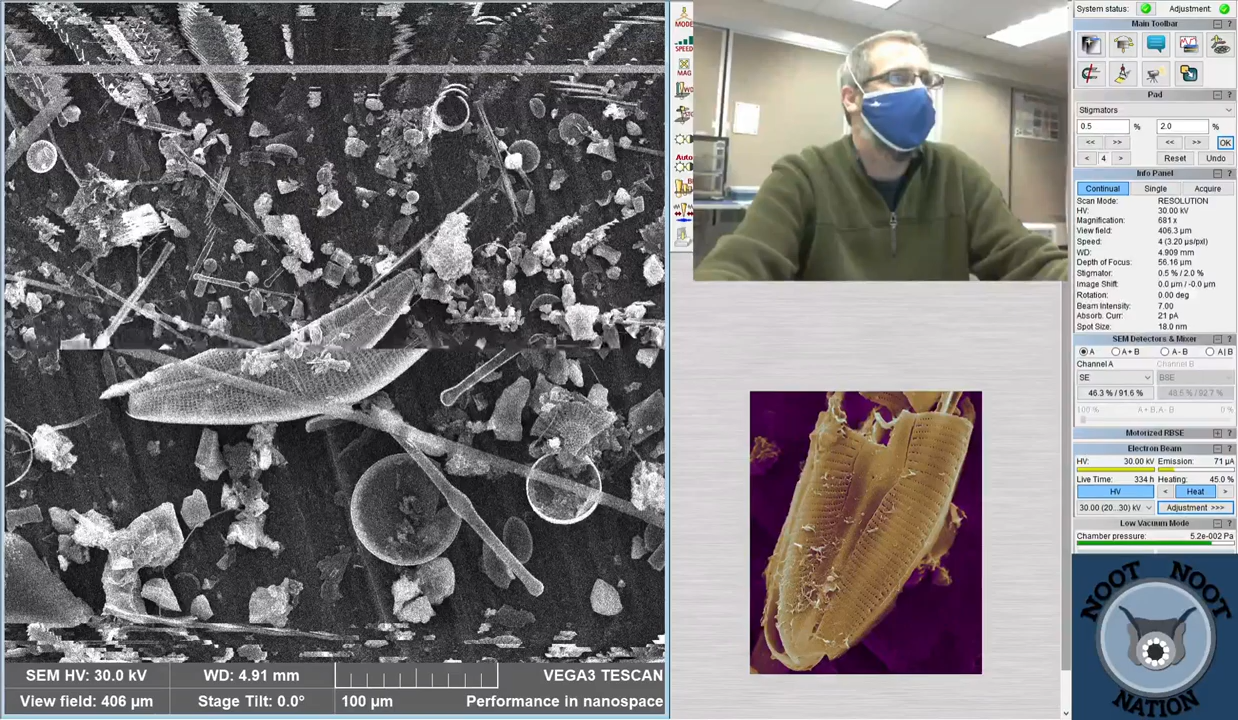 SEM HV: 30.0 kV
WD: 4.91 mm
VEGA3 TESCAN
View field: 406 µm
Stage Tilt: 0.0°
100 µm
Performance in nanospace
MODE
SPEED
MAG
WD
Auto
System status:
Adjustment:
Main Toolbar
Pad
Stigmators
0.5 %
2.0 %
<< >> << >> OK
< 4 > Reset Undo
Info Panel
Continual Single Acquire
Scan Mode: RESOLUTION
HV: 30.00 kV
Magnification: 681 x
View field: 406.3 µm
Speed: 4 (3.20 µs/pxl)
WD: 4.909 mm
Depth of Focus: 56.16 µm
Stigmator: 0.5 % / 2.0 %
Image Shift: 0.0 µm / -0.0 µm
Rotation: 0.00 deg
Beam Intensity: 7.00
Absorb. Curr: 21 pA
Spot Size: 18.0 nm
SEM Detectors & Mixer
A A + B A - B A | B
Channel A Channel B
SE BSE
46.3 % / 91.6 % 48.5 % / 92.7 %
100 % A + B,A - B 0 %
Motorized RBSE
Electron Beam
HV: 30.00 kV Emission: 71 µA
Live Time: 334 h Heating: 45.0 %
HV < Heat >
30.00 (20...30) kV Adjustment >>>
Low Vacuum Mode
Chamber pressure: 5.2e-002 Pa
NOOT NOOT
NATION